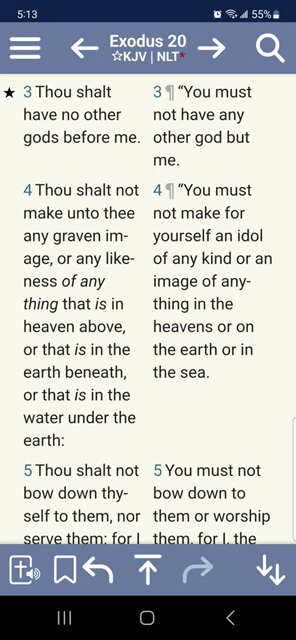 5:13
55%
Exodus 20
☆KJV | NLT*
★ 3 Thou shalt
have no other
gods before me.
4 Thou shalt not
make unto thee
any graven im-
age, or any like-
ness of any
thing that is in
heaven above,
or that is in the
earth beneath,
or that is in the
water under the
earth:
5 Thou shalt not
bow down thy-
self to them, nor
serve them: for I
3 ¶ “You must
not have any
other god but
me.
4 ¶ “You must
not make for
yourself an idol
of any kind or an
image of any-
thing in the
heavens or on
the earth or in
the sea.
5 You must not
bow down to
them or worship
them, for I, the